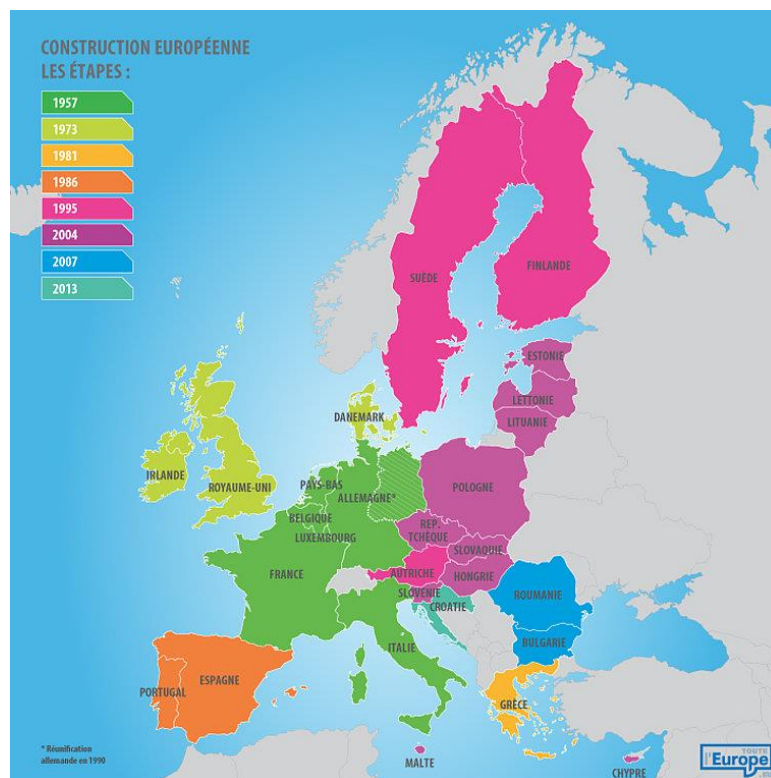 CONSTRUCTION EUROPÉENNE
LES ÉTAPES :
1957
1973
1981
1986
1995
2004
2007
2013
SUÈDE
FINLANDE
ESTONIE
LETTONIE
LITUANIE
DANEMARK
IRLANDE
ROYAUME-UNI
PAYS-BAS
ALLEMAGNE*
POLOGNE
BELGIQUE
LUXEMBOURG
REP.
TCHÈQUE
SLOVAQUIE
FRANCE
AUTRICHE
HONGRIE
SLOVÉNIE
CROATIE
ROUMANIE
BULGARIE
ITALIE
PORTUGAL
ESPAGNE
GRÈCE
MALTE
CHYPRE
* Réunification
allemande en 1990
TOUTE
l'Europe